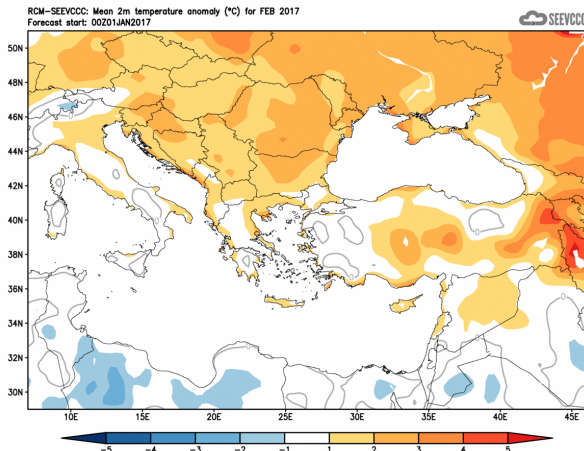 RCM-SEEVCCC: Mean 2m temperature anomaly (°C) for FEB 2017
Forecast start: 00Z01JAN2017
SEEVCCC
50N
48N
46N
44N
42N
40N
38N
36N
34N
32N
30N
10E 15E 20E 25E 30E 35E 40E 45E
-5 -4 -3 -2 -1 1 2 3 4 5